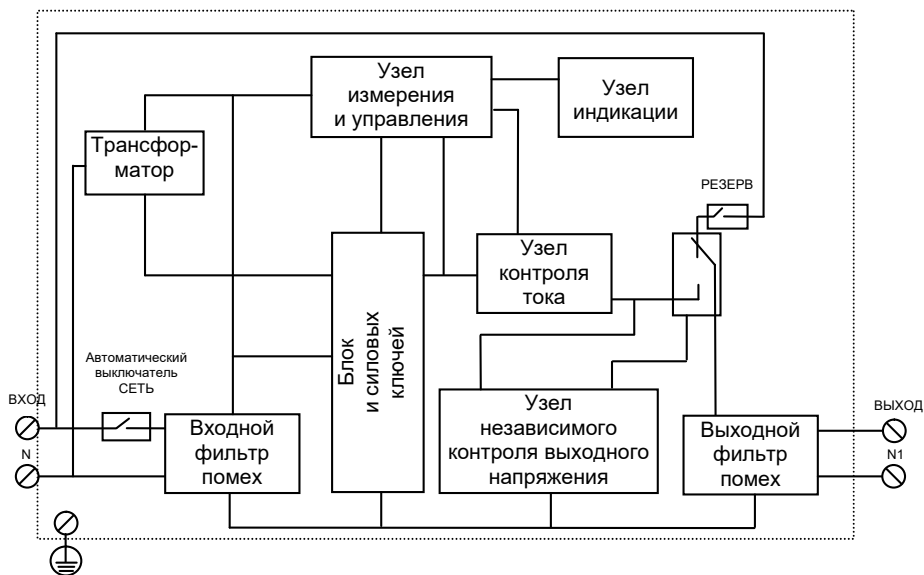 Узел
измерения
и управления
Узел
индикации
Трансфор-
матор
РЕЗЕРВ
Узел
контроля
тока
Блок
и силовых
ключей
Автоматический
выключатель
СЕТЬ
ВХОД
N
Входной
фильтр
помех
Узел
независимого
контроля выходного
напряжения
Выходной
фильтр
помех
ВЫХОД
N1